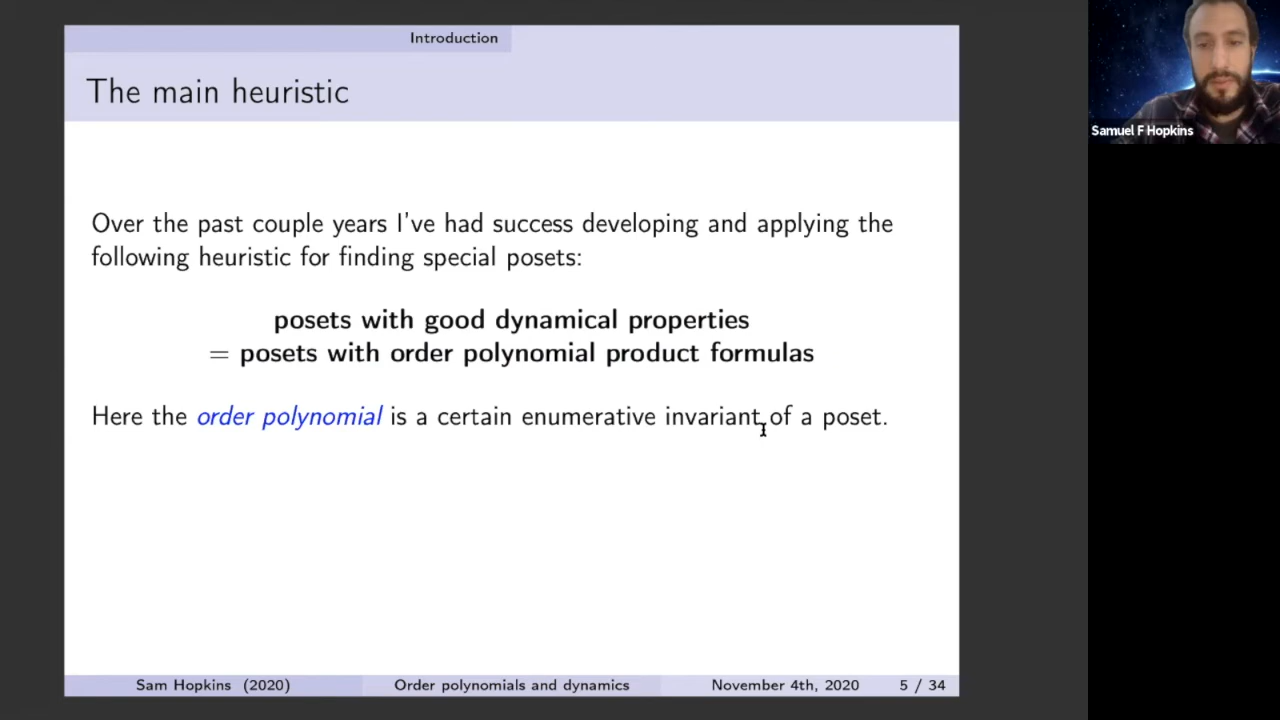 Introduction
The main heuristic
Over the past couple years I've had success developing and applying the
following heuristic for finding special posets:
posets with good dynamical properties
= posets with order polynomial product formulas
Here the order polynomial is a certain enumerative invariant of a poset.
Sam Hopkins (2020) Order polynomials and dynamics November 4th, 2020 5 / 34
Samuel F Hopkins